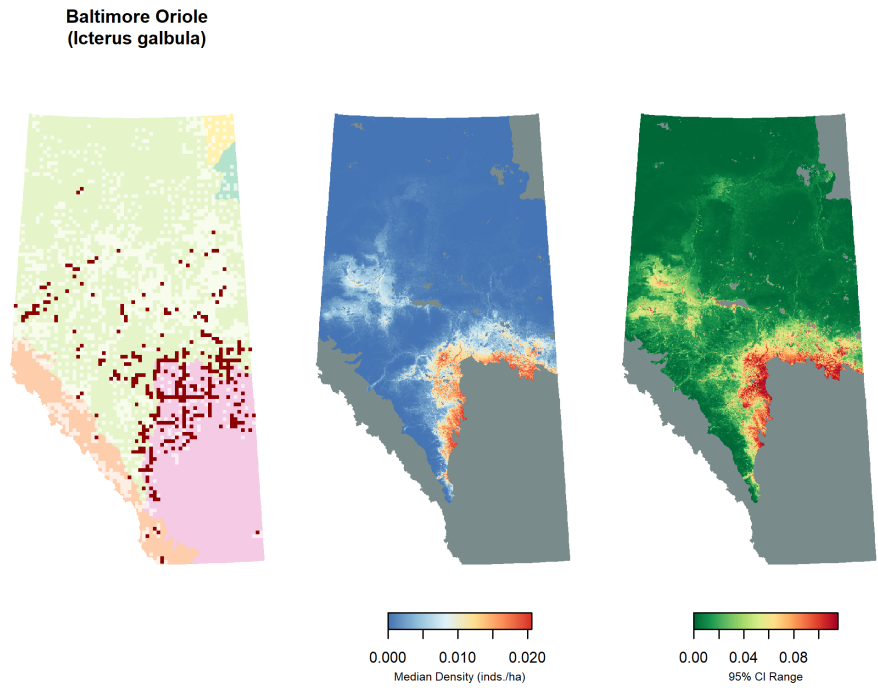 Baltimore Oriole
(Icterus galbula)
0.000 0.010 0.020
Median Density (inds./ha)
0.00 0.04 0.08
95% CI Range